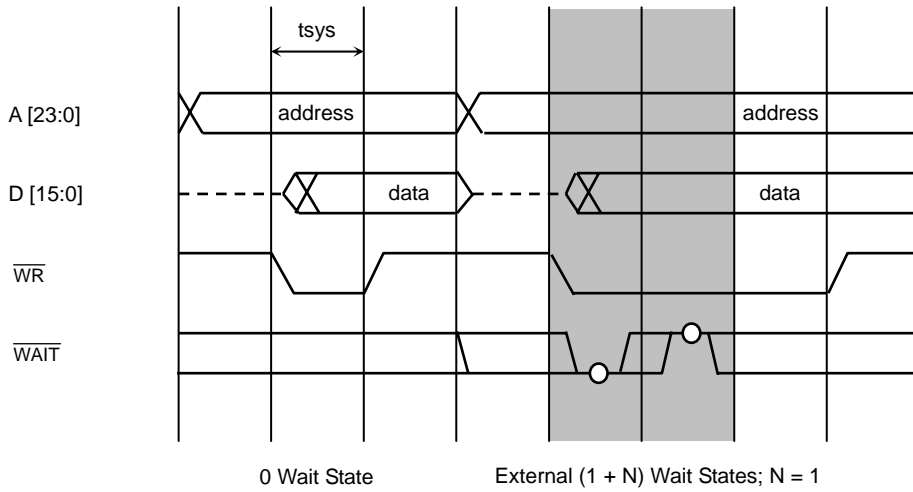 tsys
A [23:0]
address
address
D [15:0]
data
data
WR
WAIT
0 Wait State
External (1 + N) Wait States; N = 1